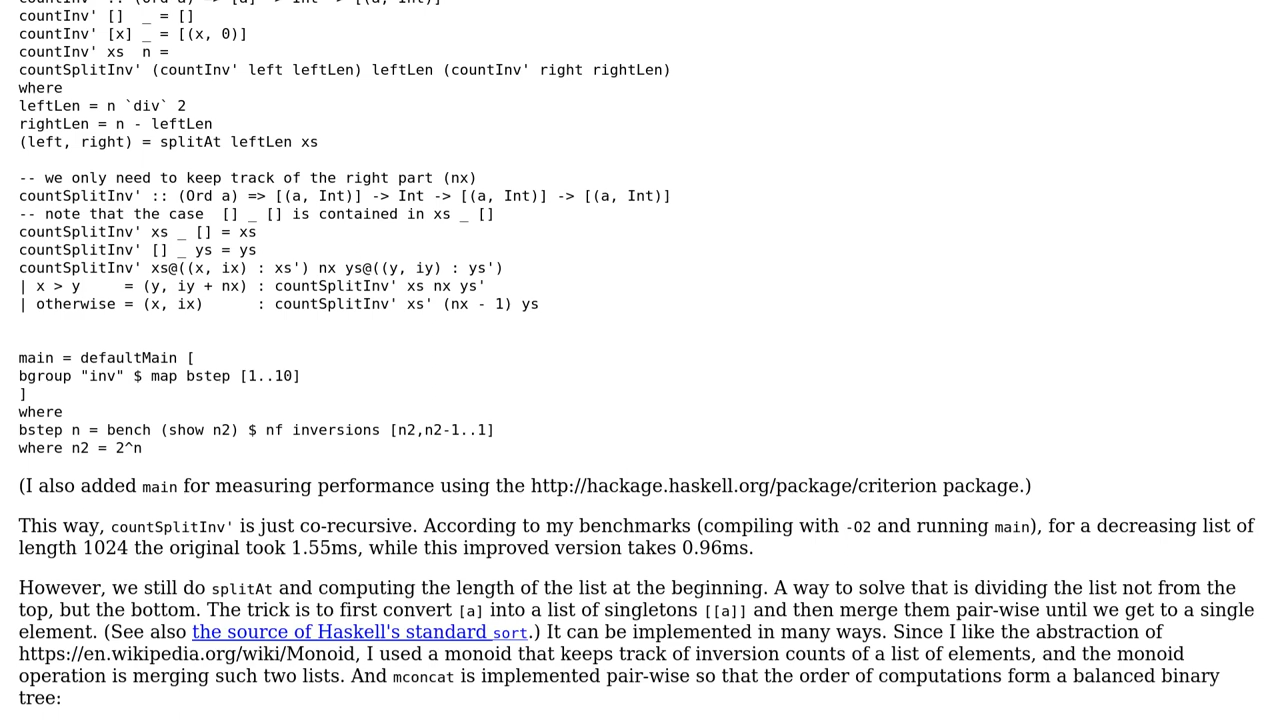 countInv' :: (Ord a) => [a] -> Int -> [(a, Int)]
countInv' []  _ = []
countInv' [x] _ = [(x, 0)]
countInv' xs  n =
countSplitInv' (countInv' left leftLen) leftLen (countInv' right rightLen)
where
leftLen = n `div` 2
rightLen = n - leftLen
(left, right) = splitAt leftLen xs
-- we only need to keep track of the right part (nx)
countSplitInv' :: (Ord a) => [(a, Int)] -> Int -> [(a, Int)] -> [(a, Int)]
-- note that the case  [] _ [] is contained in xs _ []
countSplitInv' xs _ [] = xs
countSplitInv' [] _ ys = ys
countSplitInv' xs@((x, ix) : xs') nx ys@((y, iy) : ys')
| x > y     = (y, iy + nx) : countSplitInv' xs nx ys'
| otherwise = (x, ix)      : countSplitInv' xs' (nx - 1) ys
main = defaultMain [
bgroup "inv" $ map bstep [1..10]
]
where
bstep n = bench (show n2) $ nf inversions [n2,n2-1..1]
where n2 = 2^n
(I also added main for measuring performance using the http://hackage.haskell.org/package/criterion package.)
This way, countSplitInv' is just co-recursive. According to my benchmarks (compiling with -O2 and running main), for a decreasing list of
length 1024 the original took 1.55ms, while this improved version takes 0.96ms.
However, we still do splitAt and computing the length of the list at the beginning. A way to solve that is dividing the list not from the
top, but the bottom. The trick is to first convert [a] into a list of singletons [[a]] and then merge them pair-wise until we get to a single
element. (See also the source of Haskell's standard sort.) It can be implemented in many ways. Since I like the abstraction of
https://en.wikipedia.org/wiki/Monoid, I used a monoid that keeps track of inversion counts of a list of elements, and the monoid
operation is merging such two lists. And mconcat is implemented pair-wise so that the order of computations form a balanced binary
tree: